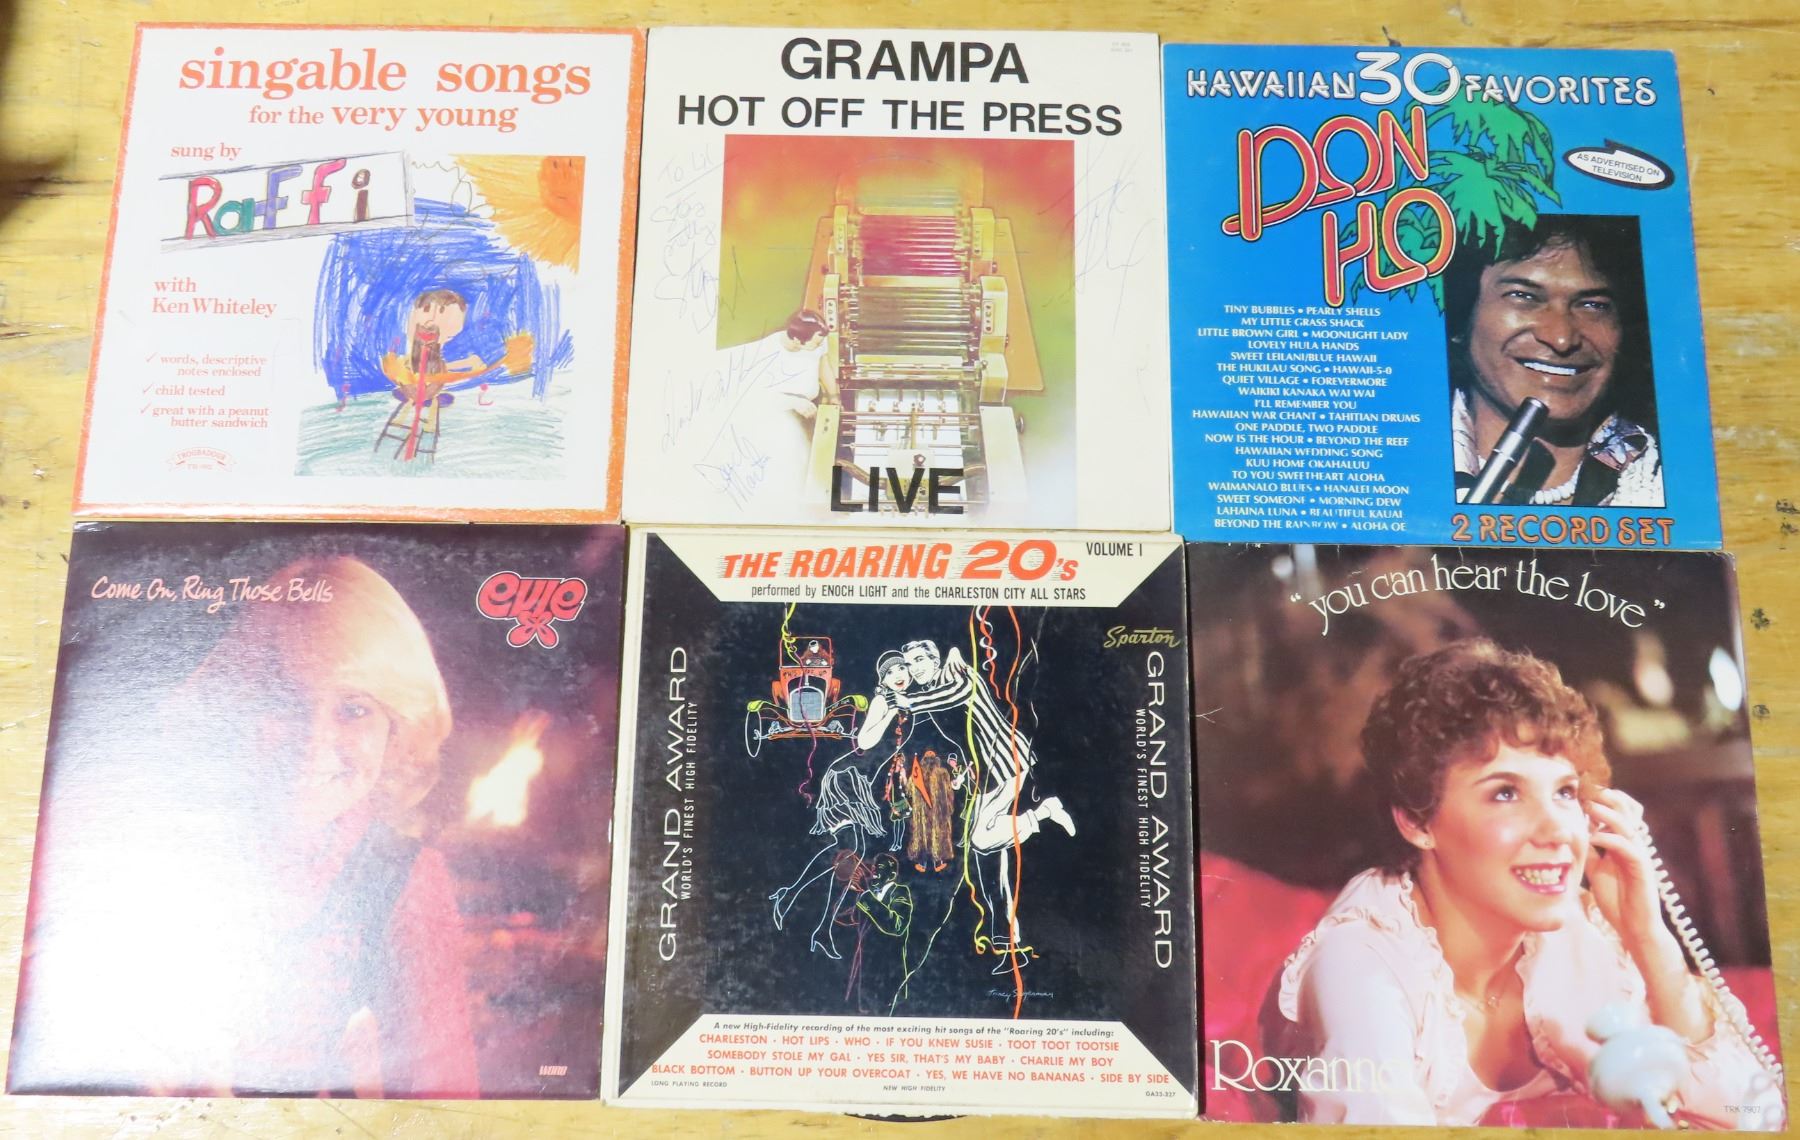 singable songs
for the very young
sung by
Raffi
with
Ken Whiteley
✓ words, descriptive
notes enclosed
✓ child tested
✓ great with a peanut
butter sandwich
TROUBADOUR
GRAMPA
HOT OFF THE PRESS
To Lil
Stay
LIVE
HAWAIIAN 30 FAVORITES
DON
HO
AS ADVERTISED ON
TELEVISION
TINY BUBBLES • PEARLY SHELLS
MY LITTLE GRASS SHACK
LITTLE BROWN GIRL • MOONLIGHT LADY
LOVELY HULA HANDS
SWEET LEILANI/BLUE HAWAII
THE HUKILAU SONG • HAWAII-5-0
QUIET VILLAGE • FOREVERMORE
WAIKIKI KANAKA WAI WAI
I'LL REMEMBER YOU
HAWAIIAN WAR CHANT • TAHITIAN DRUMS
ONE PADDLE, TWO PADDLE
NOW IS THE HOUR • BEYOND THE REEF
HAWAIIAN WEDDING SONG
KUU HOME OKAHALUU
TO YOU SWEETHEART ALOHA
WAIMANALO BLUES • HANALEI MOON
SWEET SOMEONE • MORNING DEW
LAHAINA LUNA • BEAUTIFUL KAUAI
BEYOND THE RAINBOW • ALOHA OE
2 RECORD SET
Come On, Ring Those Bells
evie
WORD
THE ROARING 20's
VOLUME I
performed by ENOCH LIGHT and the CHARLESTON CITY ALL STARS
Sparton
GRAND AWARD
WORLD'S FINEST HIGH FIDELITY
GRAND AWARD
WORLD'S FINEST HIGH FIDELITY
A new High-Fidelity recording of the most exciting hit songs of the "Roaring 20's" including:
CHARLESTON · HOT LIPS · WHO · IF YOU KNEW SUSIE · TOOT TOOT TOOTSIE
SOMEBODY STOLE MY GAL · YES SIR, THAT'S MY BABY · CHARLIE MY BOY
BLACK BOTTOM · BUTTON UP YOUR OVERCOAT · YES, WE HAVE NO BANANAS · SIDE BY SIDE
LONG PLAYING RECORD
NEW HIGH FIDELITY
GA33-327
"you can hear the love"
Roxanne
TRK 7907